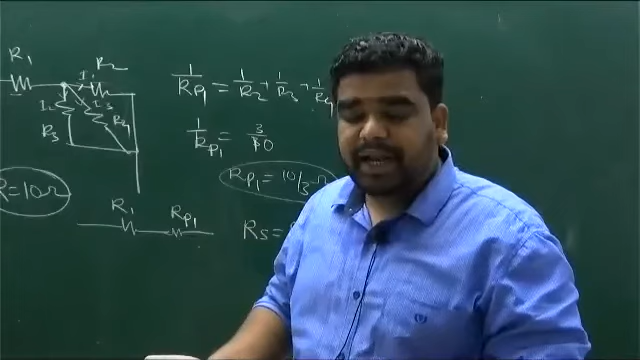 R1
R2
I1
I2
I3
R3
R4
1/RP1 = 1/R2 + 1/R3 + 1/R4
1/RP1 = 3/10
RP1 = 10/3 Ω
R=10Ω
R1
RP1
RS=